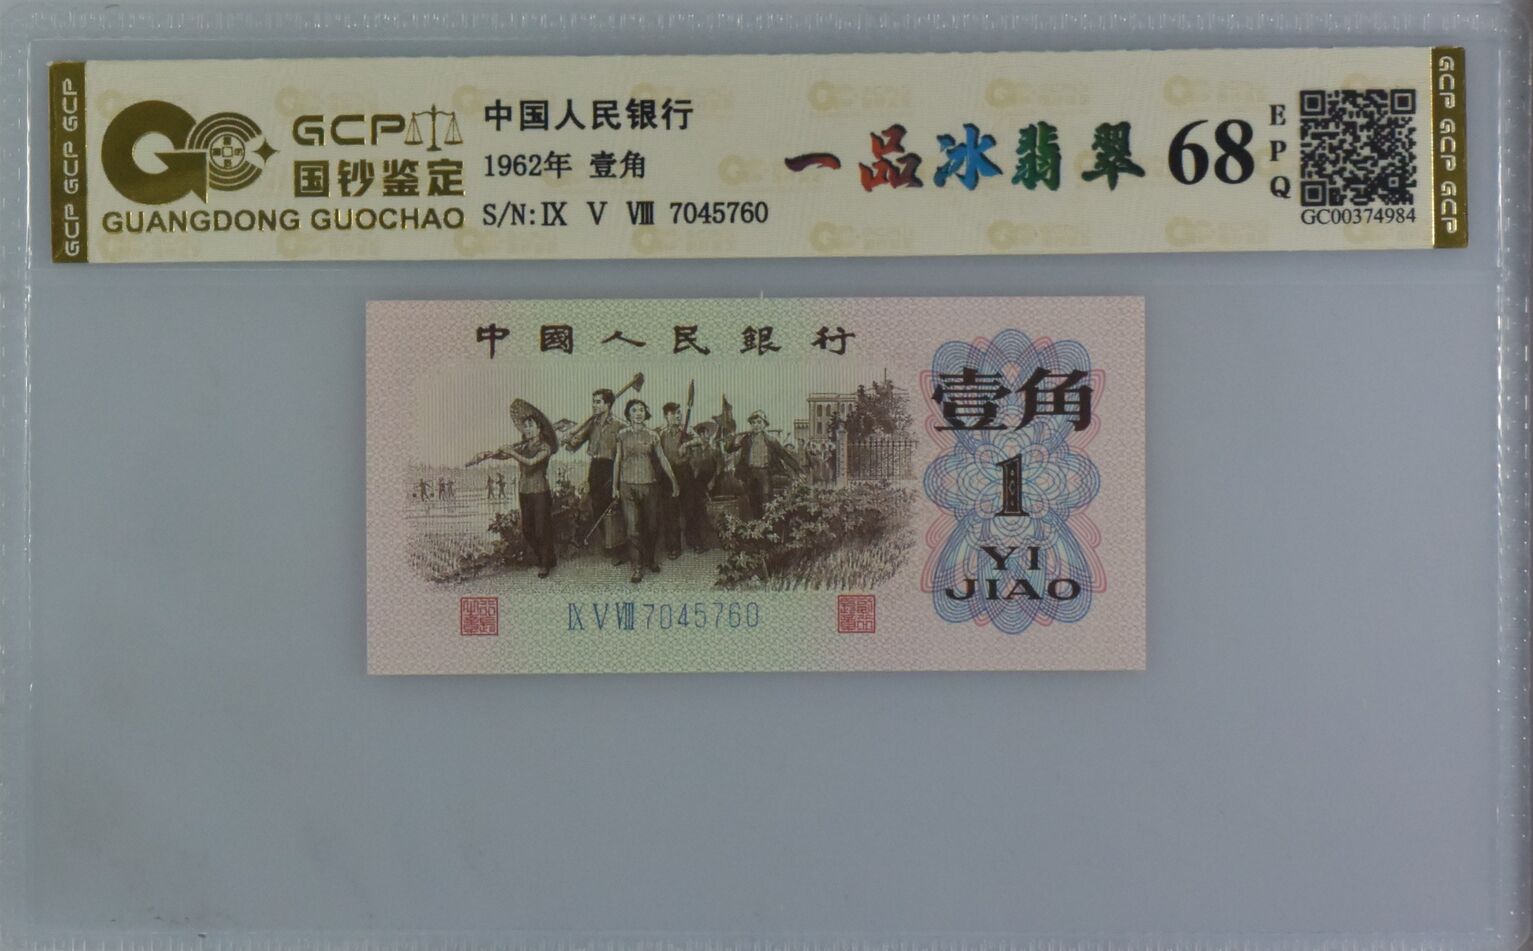 GCP GCP GCP
GCP
国钞鉴定
GUANGDONG GUOCHAO
中国人民银行
1962年 壹角
S/N: Ⅸ Ⅴ Ⅷ 7045760
一品冰翡翠
68
EPQ
GC00374984
GCP GCP GCP
中國人民銀行
壹角
1
YI
JIAO
ⅨⅤⅧ7045760